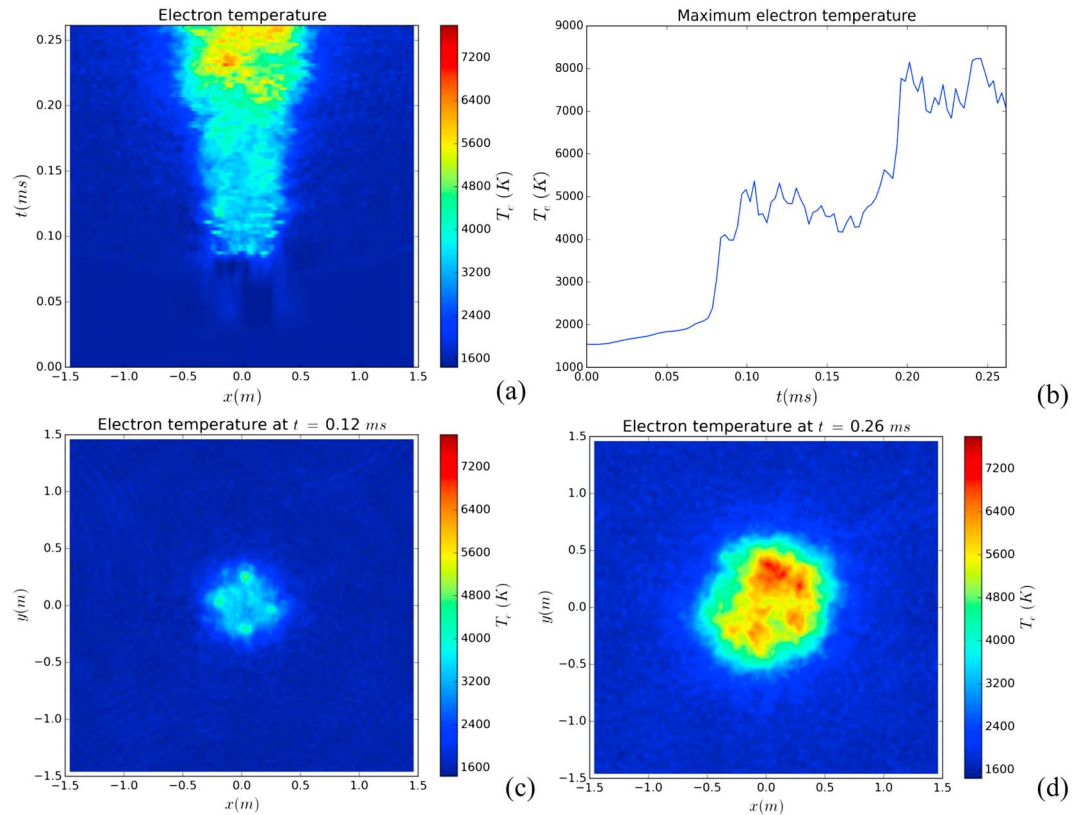 Electron temperature
0.25
0.20
0.15
0.10
0.05
0.00
t(ms)
−1.5 −1.0 −0.5 0.0 0.5 1.0 1.5
x(m)
7200
6400
5600
4800
4000
3200
2400
1600
T_e (K)
(a)
Maximum electron temperature
9000
8000
7000
6000
5000
4000
3000
2000
1000
T_e (K)
0.00 0.05 0.10 0.15 0.20 0.25
t(ms)
(b)
Electron temperature at t = 0.12 ms
1.5
1.0
0.5
0.0
−0.5
−1.0
−1.5
y(m)
−1.5 −1.0 −0.5 0.0 0.5 1.0 1.5
x(m)
7200
6400
5600
4800
4000
3200
2400
1600
T_e (K)
(c)
Electron temperature at t = 0.26 ms
1.5
1.0
0.5
0.0
−0.5
−1.0
−1.5
y(m)
−1.5 −1.0 −0.5 0.0 0.5 1.0 1.5
x(m)
7200
6400
5600
4800
4000
3200
2400
1600
T_e (K)
(d)